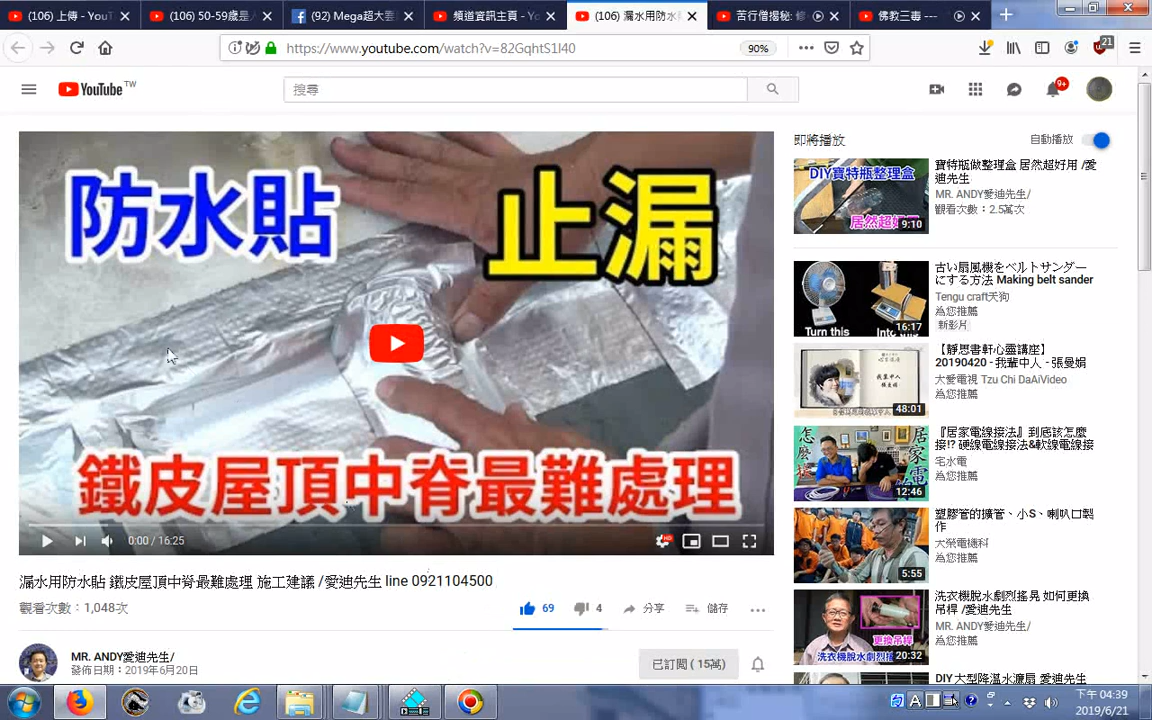 (106) 上傳 - YouT
(106) 50-59歲是
(92) Mega超大雲
頻道資訊主頁 - Yo
(106) 漏水用防水
苦行僧揭秘: 修
佛教三毒 ---
https://www.youtube.com/watch?v=82GqhtS1I40
90%
21
YouTube TW
搜尋
9+
防水貼
止漏
鐵皮屋頂中脊最難處理
0:00 / 16:25
HD
漏水用防水貼 鐵皮屋頂中脊最難處理 施工建議 /愛迪先生 line 0921104500
觀看次數：1,048次
69
4
分享
儲存
MR. ANDY愛迪先生/
發佈日期：2019年6月20日
已訂閱 ( 15萬)
即將播放
自動播放
DIY寶特瓶整理盒
居然超好
9:10
寶特瓶做整理盒 居然超好用 /愛
迪先生
MR. ANDY愛迪先生/
觀看次數：2.5萬次
Turn this
16:17
古い扇風機をベルトサンダー
にする方法 Making belt sander
Tengu craft天狗
為您推薦
新影片
48:01
【靜思書軒心靈講座】
20190420 - 我輩中人 - 張曼娟
大愛電視 Tzu Chi DaAiVideo
為您推薦
怎麼
居家電
12:46
『居家電線接法』到底該怎麼
接!? 硬線電線接法&軟線電線接
宅水電
為您推薦
5:55
塑膠管的擴管、小S、喇叭口製
作
大榮電機科
為您推薦
更換吊桿
洗衣機脫水劇烈搖晃
20:32
洗衣機脫水劇烈搖晃 如何更換
吊桿 /愛迪先生
MR. ANDY愛迪先生/
為您推薦
DIY大型降溫水濂扇 愛迪先生
下午 04:39
2019/6/21